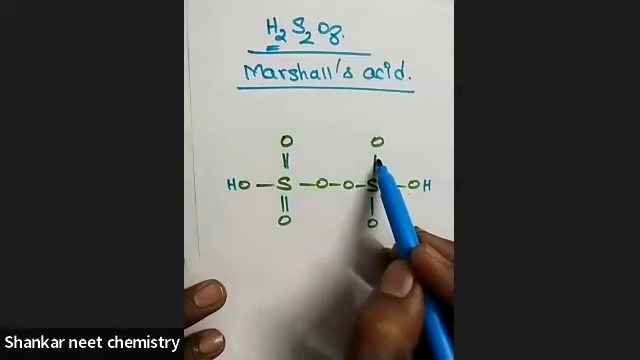 H₂S₂O₈.
Marshall's acid.
O O
HO-S-O-O-S-OH
O O
Shankar neet chemistry